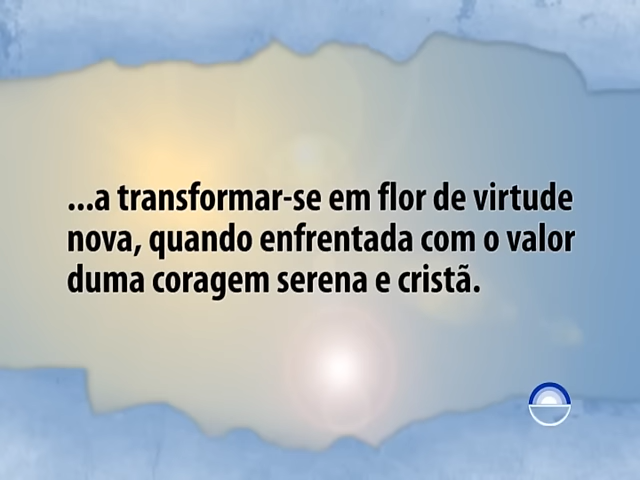 ...a transformar-se em flor de virtude
nova, quando enfrentada com o valor
duma coragem serena e cristã.